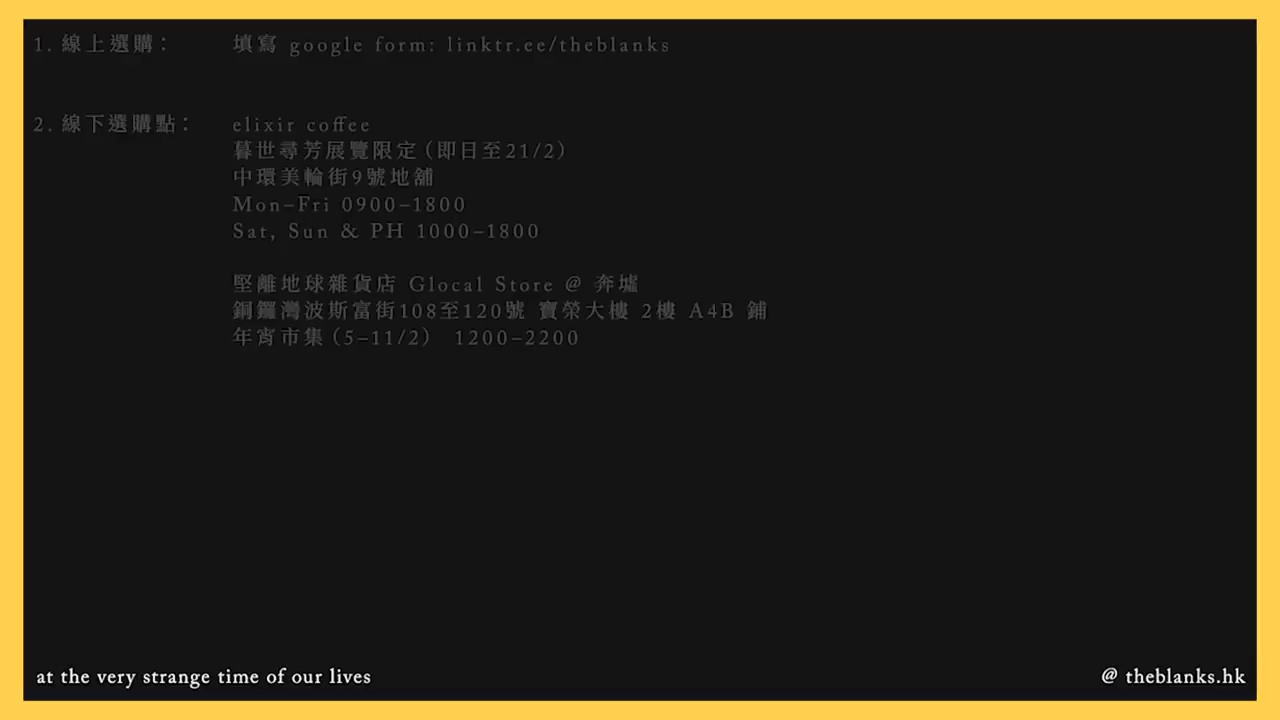 1. 線上選購： 填寫 google form: linktr.ee/theblanks
2. 線下選購點： elixir coffee
暮世尋芳展覽限定（即日至21/2）
中環美輪街9號地舖
Mon–Fri 0900–1800
Sat, Sun & PH 1000–1800
堅離地球雜貨店 Glocal Store @ 奔墟
銅鑼灣波斯富街108至120號 寶榮大樓 2樓 A4B 鋪
年宵市集（5–11/2） 1200–2200
at the very strange time of our lives
@ theblanks.hk